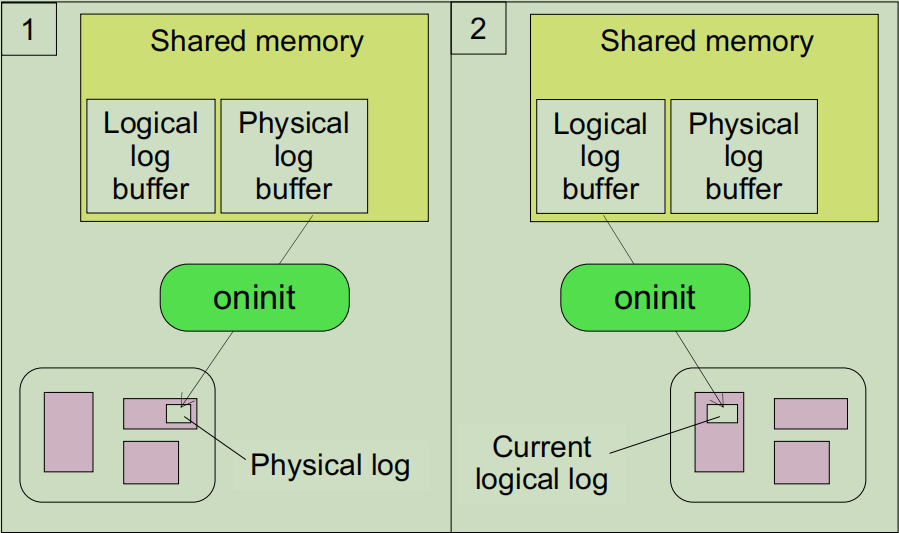 1
Shared memory
Logical
log
buffer
Physical
log
buffer
oninit
Physical log
2
Shared memory
Logical
log
buffer
Physical
log
buffer
oninit
Current
logical log